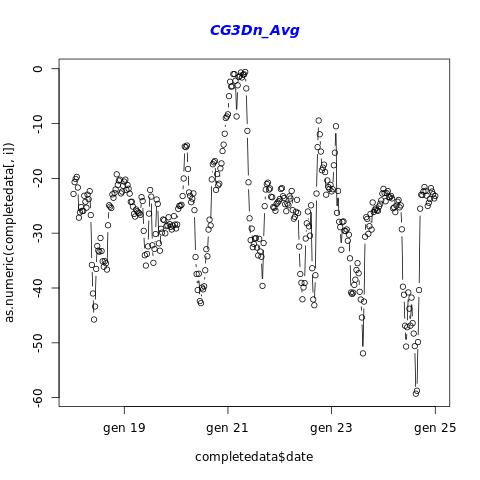 CG3Dn_Avg
as.numeric(completedata[, i])
0
-10
-20
-30
-40
-50
-60
gen 19
gen 21
gen 23
gen 25
completedata$date